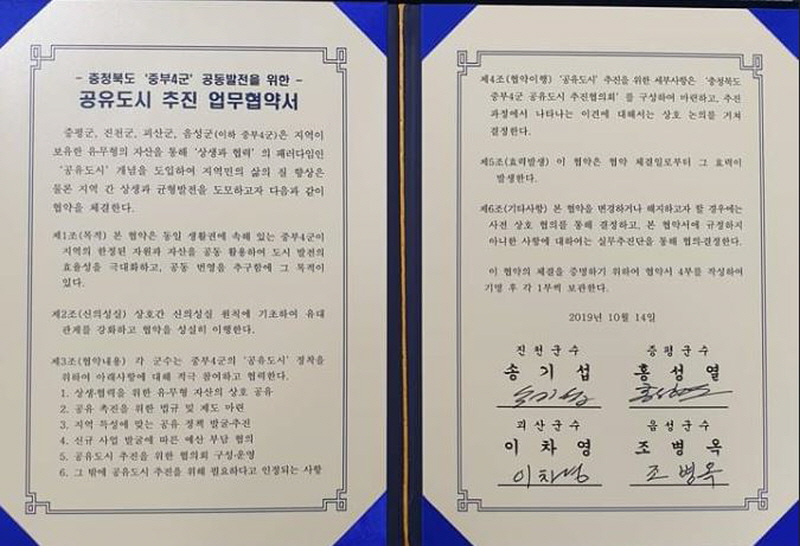 - 충청북도 '중부4군' 공동발전을 위한 -
공유도시 추진 업무협약서
증평군, 진천군, 괴산군, 음성군(이하 중부4군)은 지역이
보유한 유·무형의 자산을 통해 '상생과 협력' 의 패러다임인
'공유도시' 개념을 도입하여 지역민의 삶의 질 향상은
물론 지역 간 상생과 균형발전을 도모하고자 다음과 같이
협약을 체결한다.
제1조(목적) 본 협약은 동일 생활권에 속해 있는 중부4군이
지역의 한정된 자원과 자산을 공동 활용하여 도시 발전의
효율성을 극대화하고, 공동 번영을 추구함에 그 목적이
있다.
제2조(신의성실) 상호간 신의성실 원칙에 기초하여 유대
관계를 강화하고 협약을 성실히 이행한다.
제3조(협약내용) 각 군수는 중부4군의 '공유도시' 정착을
위하여 아래사항에 대해 적극 참여하고 협력한다.
1. 상생·협력을 위한 유·무형 자산의 상호 공유
2. 공유 촉진을 위한 법규 및 제도 마련
3. 지역 특성에 맞는 공유 정책 발굴·추진
4. 신규 사업 발굴에 따른 예산 부담 협의
5. 공유도시 추진을 위한 협의회 구성·운영
6. 그 밖에 공유도시 추진을 위해 필요하다고 인정되는 사항
제4조(협약이행) '공유도시' 추진을 위한 세부사항은 '충청북도
중부4군 공유도시 추진협의회' 를 구성하여 마련하고, 추진
과정에서 나타나는 이견에 대해서는 상호 논의를 거쳐
결정한다.
제5조(효력발생) 이 협약은 협약 체결일로부터 그 효력이
발생한다.
제6조(기타사항) 본 협약을 변경하거나 해지하고자 할 경우에는
사전 상호 협의를 통해 결정하고, 본 협약서에 규정하지
아니한 사항에 대하여는 실무추진단을 통해 협의·결정한다.
이 협약의 체결을 증명하기 위하여 협약서 4부를 작성하여
기명 후 각 1부씩 보관한다.
2019년 10월 14일
진천군수 증평군수
송기섭 홍성열
송기섭 홍성열
괴산군수 음성군수
이차영 조병옥
이차영 조병옥